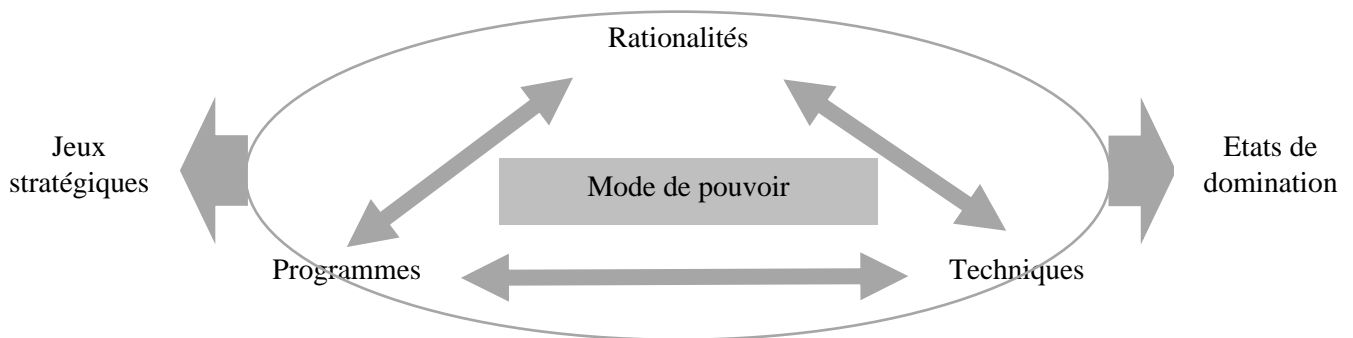 Rationalités
Jeux
stratégiques
Mode de pouvoir
Etats de
domination
Programmes
Techniques